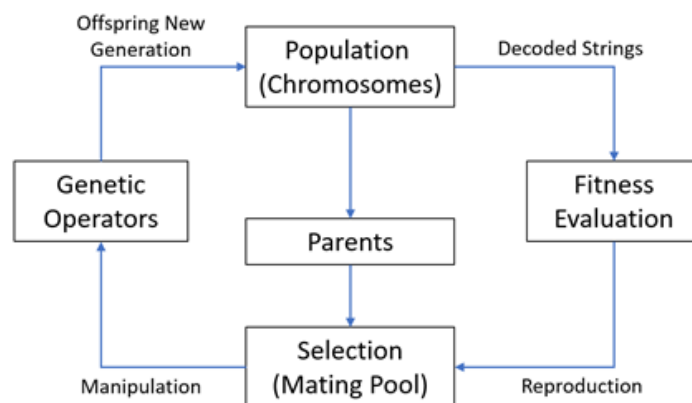 Offspring New
Generation
Population
(Chromosomes)
Decoded Strings
Genetic
Operators
Fitness
Evaluation
Parents
Selection
(Mating Pool)
Manipulation
Reproduction